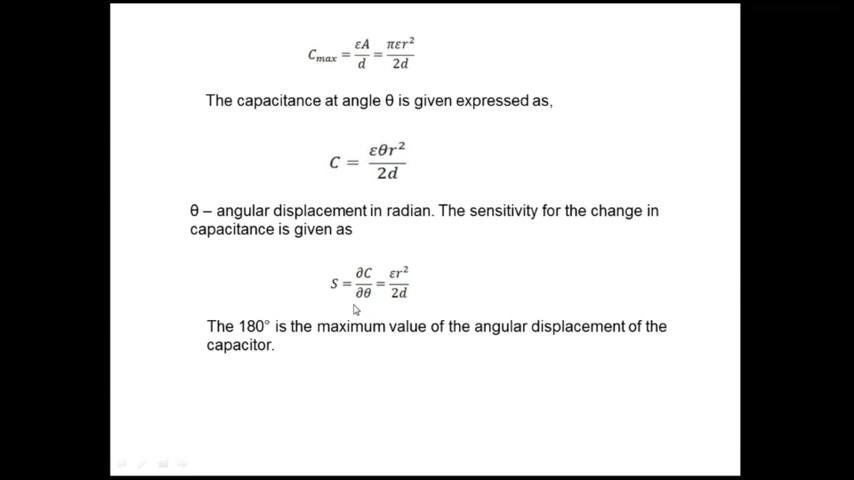 C_max = εA/d = πεr²/2d
The capacitance at angle θ is given expressed as,
C = εθr²/2d
θ – angular displacement in radian. The sensitivity for the change in
capacitance is given as
S = ∂C/∂θ = εr²/2d
The 180° is the maximum value of the angular displacement of the
capacitor.